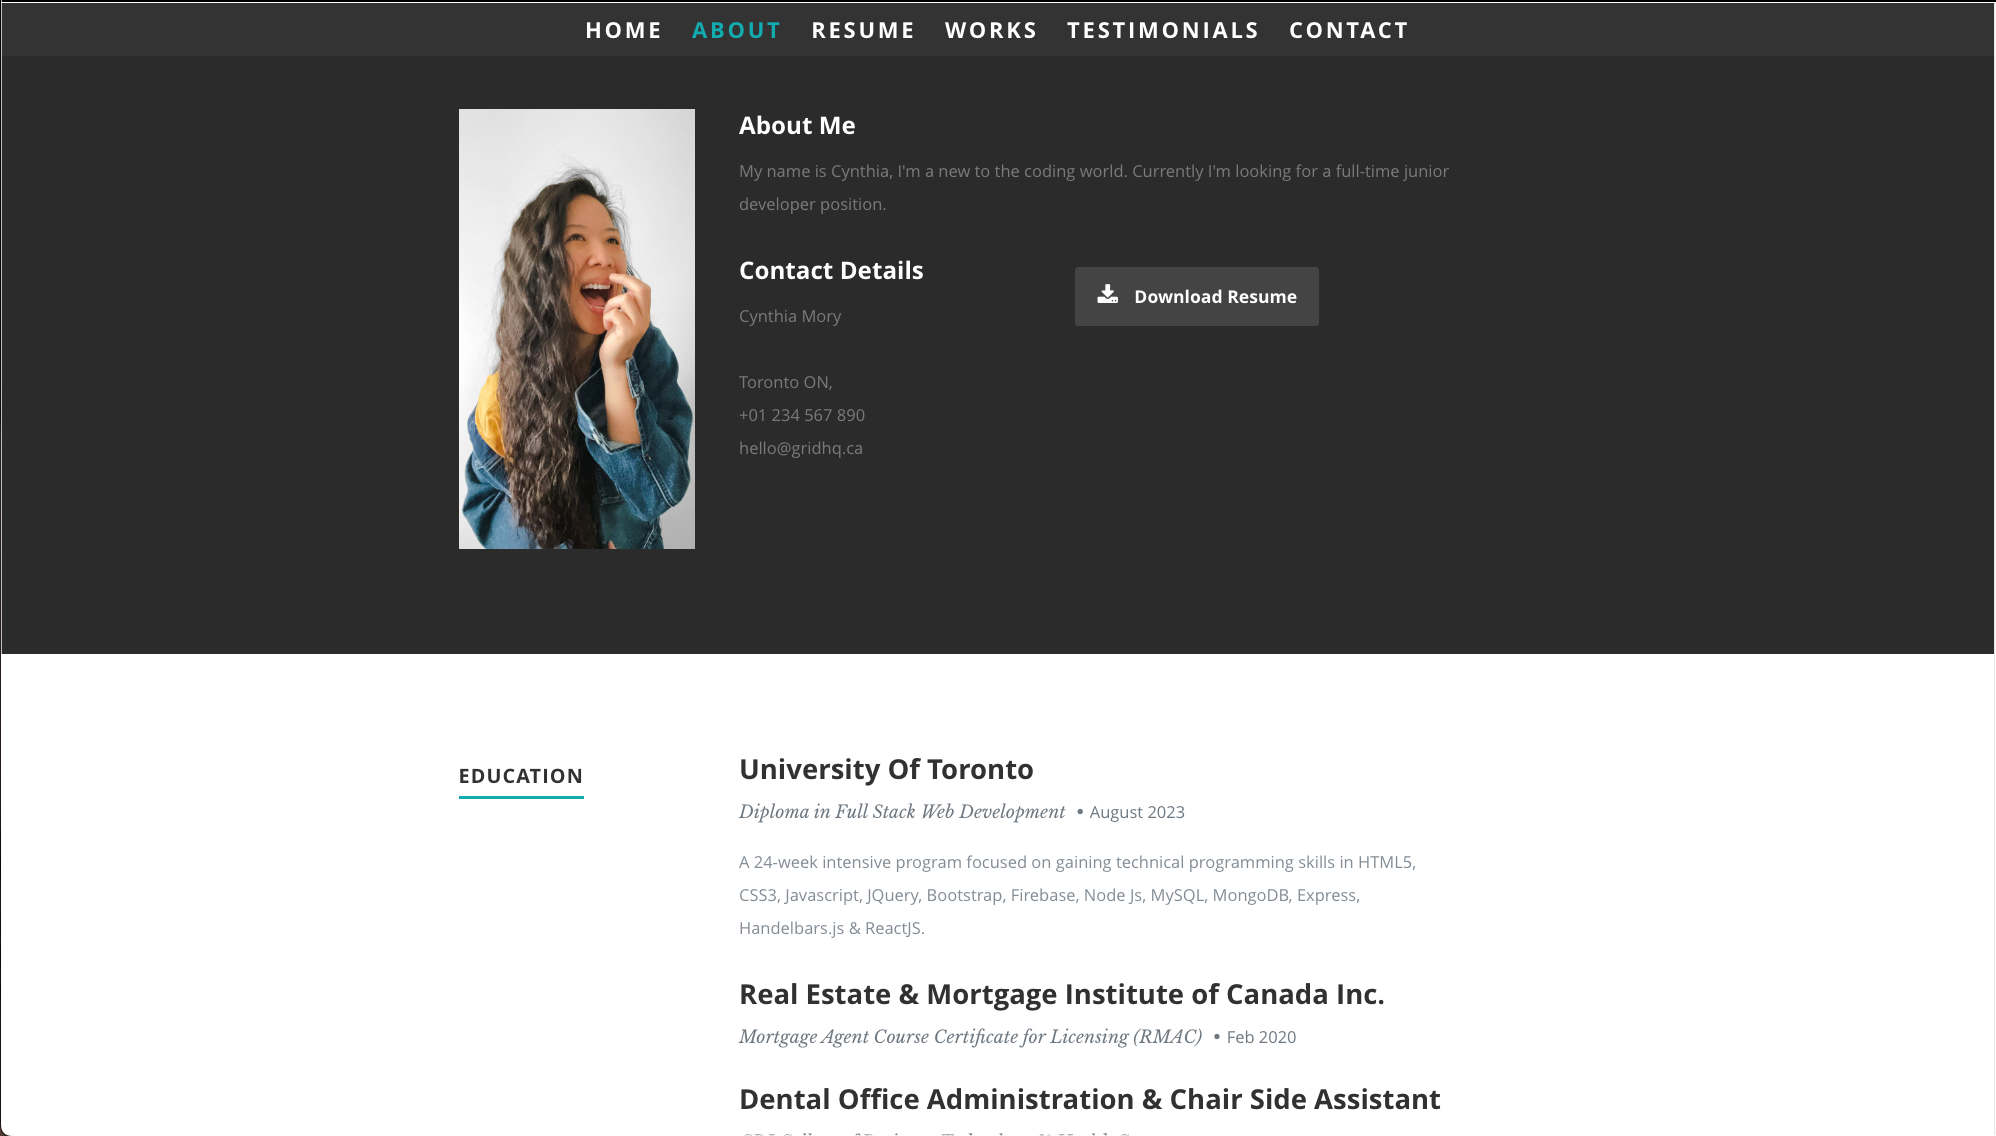 HOME ABOUT RESUME WORKS TESTIMONIALS CONTACT
About Me
My name is Cynthia, I'm a new to the coding world. Currently I'm looking for a full-time junior
developer position.
Contact Details
Cynthia Mory
Toronto ON,
+01 234 567 890
hello@gridhq.ca
Download Resume
EDUCATION
University Of Toronto
Diploma in Full Stack Web Development • August 2023
A 24-week intensive program focused on gaining technical programming skills in HTML5,
CSS3, Javascript, JQuery, Bootstrap, Firebase, Node Js, MySQL, MongoDB, Express,
Handelbars.js & ReactJS.
Real Estate & Mortgage Institute of Canada Inc.
Mortgage Agent Course Certificate for Licensing (RMAC) • Feb 2020
Dental Office Administration & Chair Side Assistant